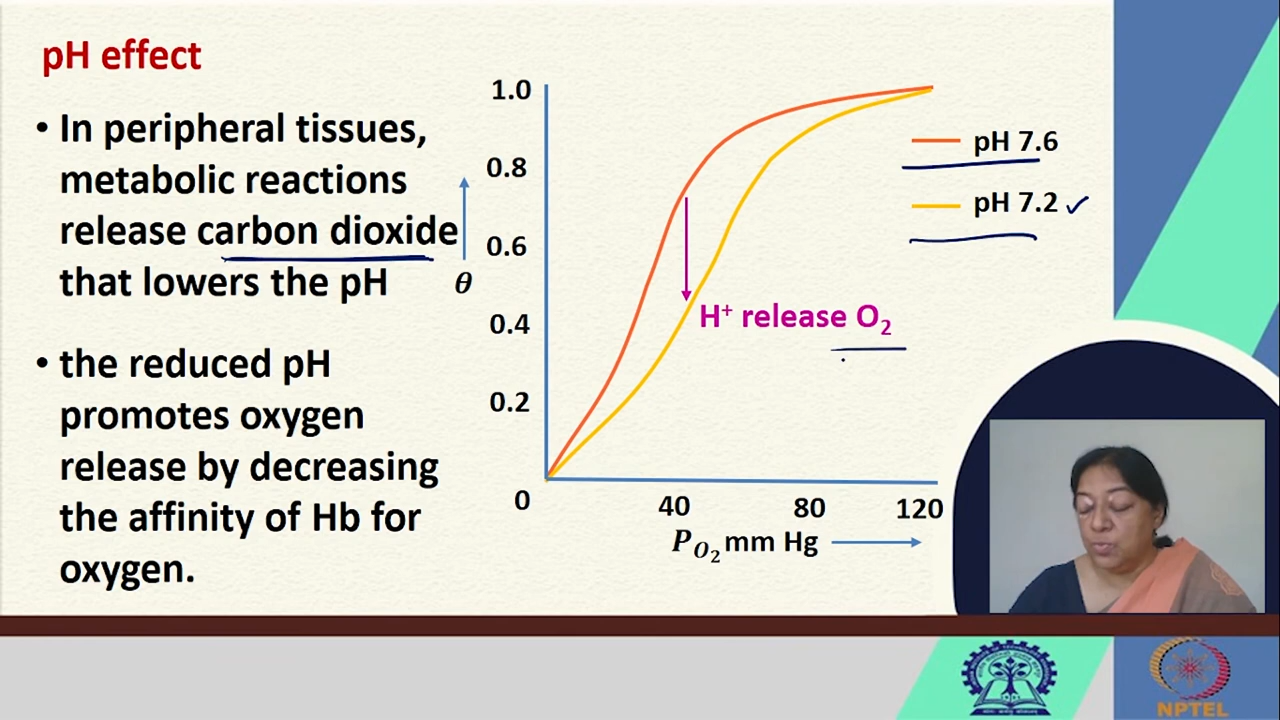 pH effect
• In peripheral tissues,
metabolic reactions
release carbon dioxide
that lowers the pH
• the reduced pH
promotes oxygen
release by decreasing
the affinity of Hb for
oxygen.
1.0
0.8
0.6
0.4
0.2
0
θ
40
80
120
P_O₂ mm Hg
pH 7.6
pH 7.2
H⁺ release O₂
NPTEL